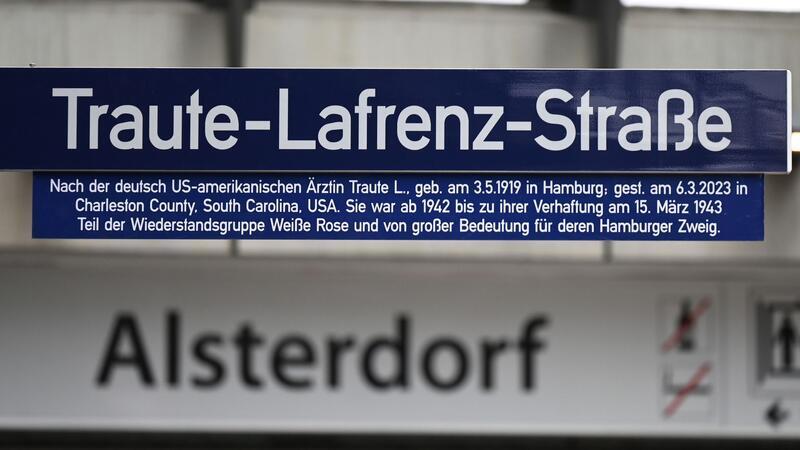 Traute-Lafrenz-Straße
Nach der deutsch US-amerikanischen Ärztin Traute L., geb. am 3.5.1919 in Hamburg; gest. am 6.3.2023 in
Charleston County, South Carolina, USA. Sie war ab 1942 bis zu ihrer Verhaftung am 15. März 1943
Teil der Wiederstandsgruppe Weiße Rose und von großer Bedeutung für deren Hamburger Zweig.
Alsterdorf